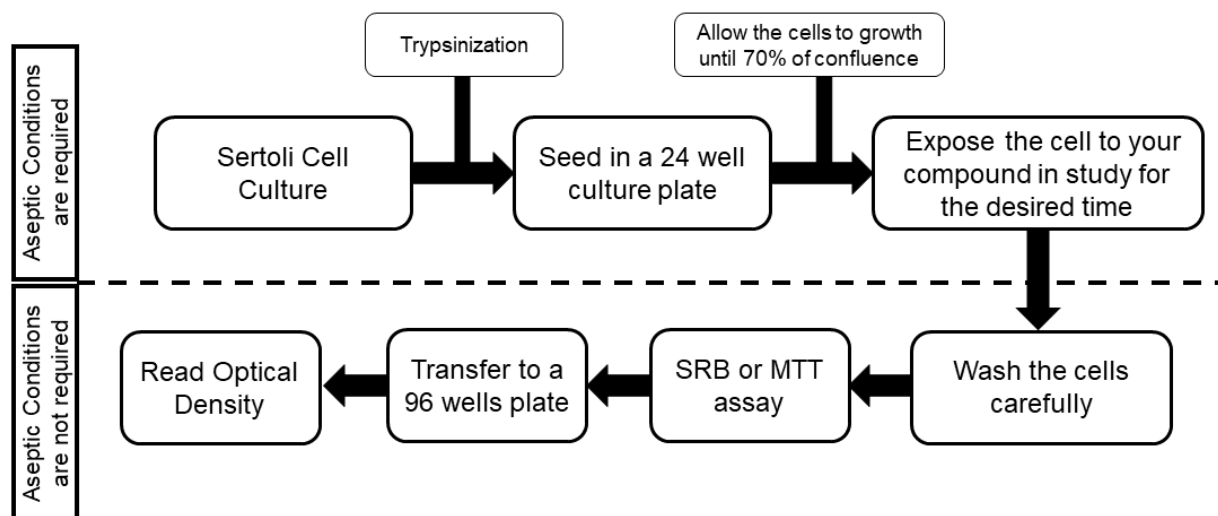 Aseptic Conditions
are required
Trypsinization
Allow the cells to growth
until 70% of confluence
Sertoli Cell
Culture
Seed in a 24 well
culture plate
Expose the cell to your
compound in study for
the desired time
Aseptic Conditions
are not required
Read Optical
Density
Transfer to a
96 wells plate
SRB or MTT
assay
Wash the cells
carefully